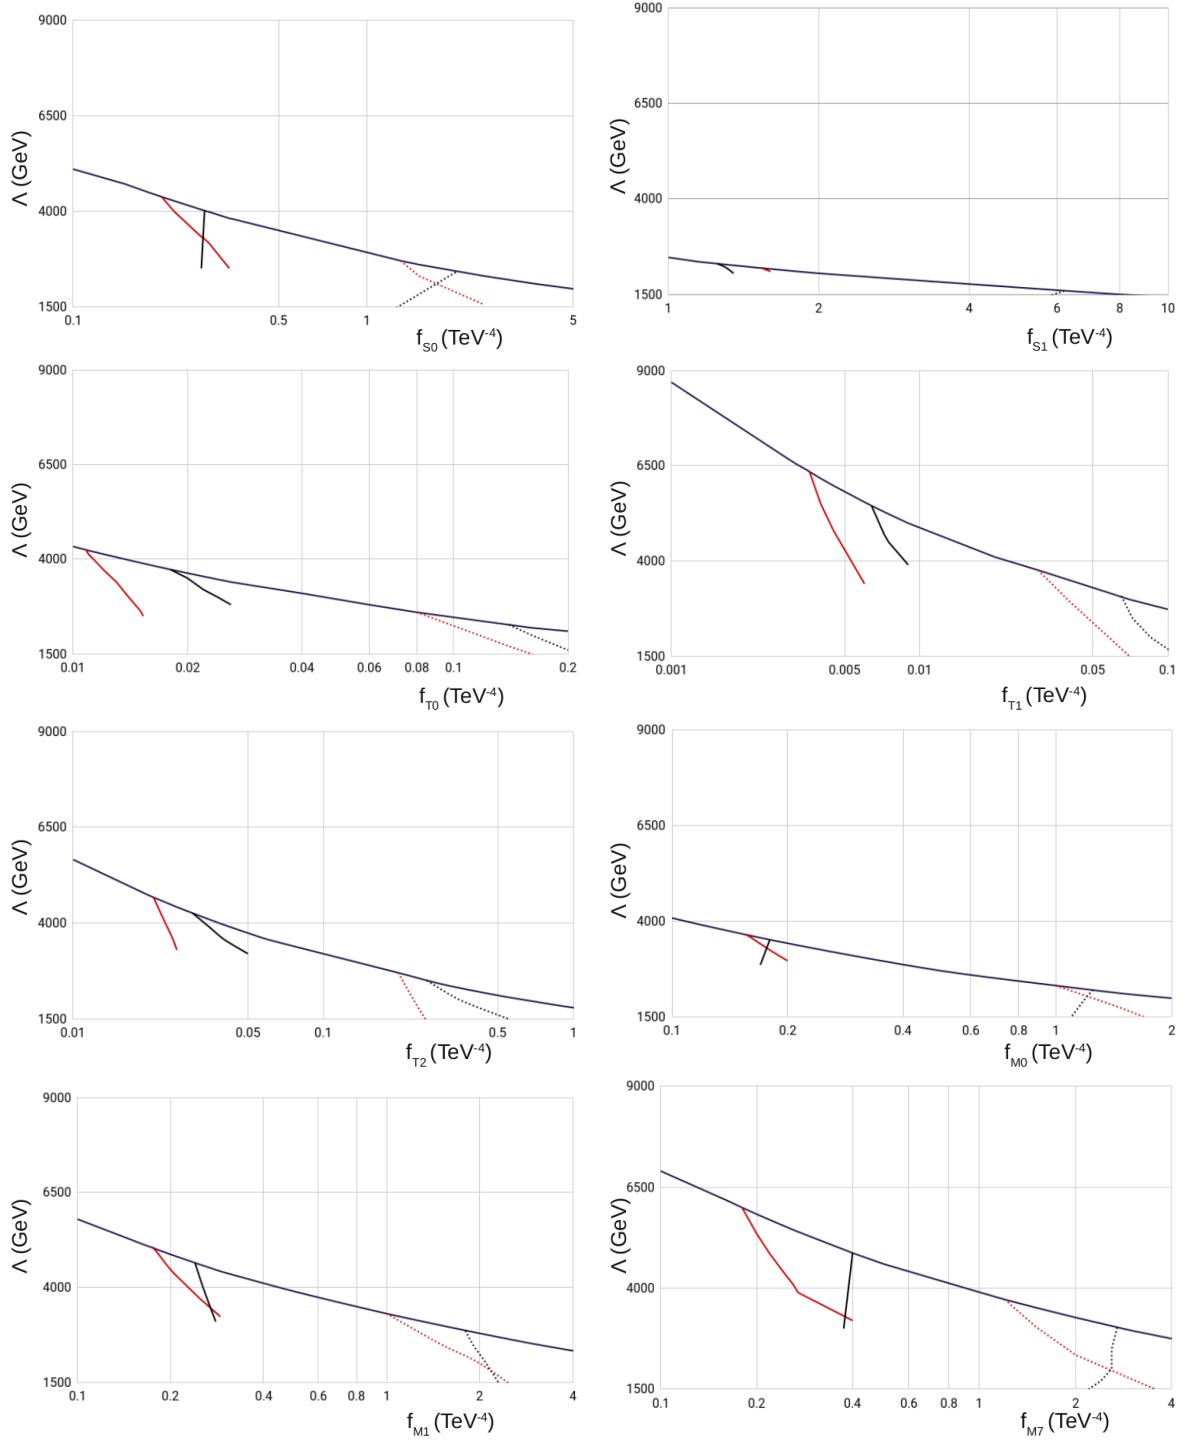 9000
6500
4000
1500
Λ (GeV)
0.1 0.5 1 5
f_S0 (TeV⁻⁴)
9000
6500
4000
1500
Λ (GeV)
1 2 4 6 8 10
f_S1 (TeV⁻⁴)
9000
6500
4000
1500
Λ (GeV)
0.01 0.02 0.04 0.06 0.08 0.1 0.2
f_T0 (TeV⁻⁴)
9000
6500
4000
1500
Λ (GeV)
0.001 0.005 0.01 0.05 0.1
f_T1 (TeV⁻⁴)
9000
6500
4000
1500
Λ (GeV)
0.01 0.05 0.1 0.5 1
f_T2 (TeV⁻⁴)
9000
6500
4000
1500
Λ (GeV)
0.1 0.2 0.4 0.6 0.8 1 2
f_M0 (TeV⁻⁴)
9000
6500
4000
1500
Λ (GeV)
0.1 0.2 0.4 0.6 0.8 1 2 4
f_M1 (TeV⁻⁴)
9000
6500
4000
1500
Λ (GeV)
0.1 0.2 0.4 0.6 0.8 1 2 4
f_M7 (TeV⁻⁴)